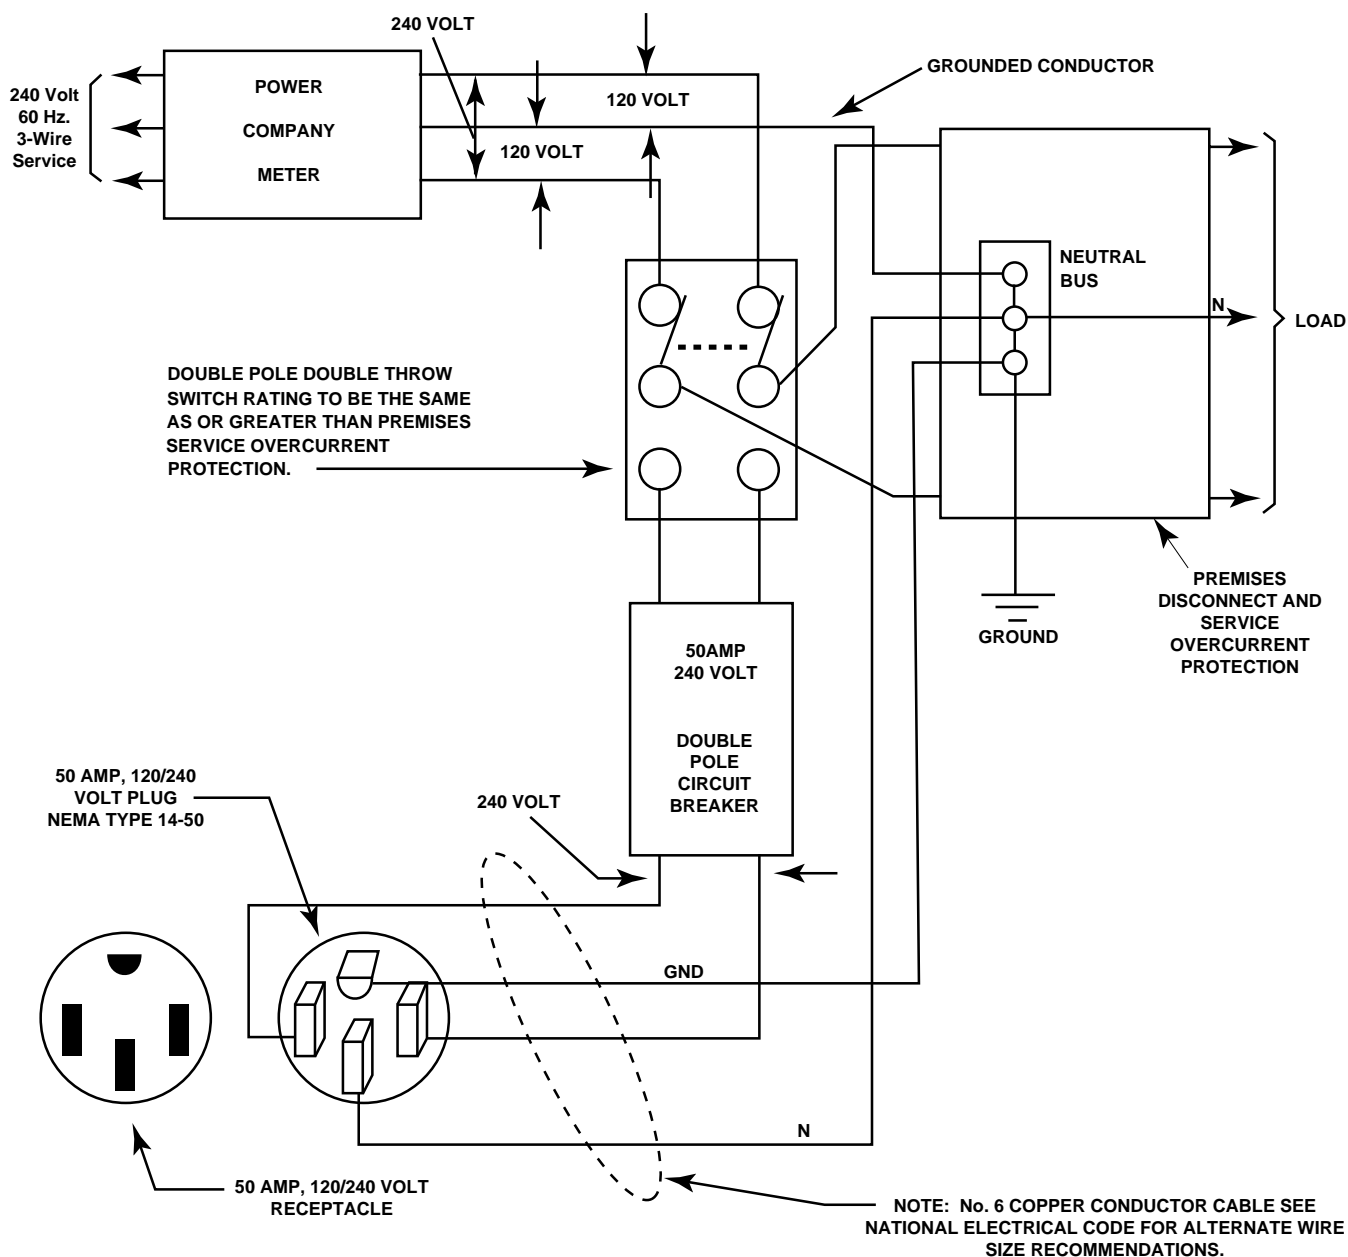 240 VOLT
GROUNDED CONDUCTOR
240 Volt
60 Hz.
3-Wire
Service
POWER
COMPANY
METER
120 VOLT
120 VOLT
NEUTRAL
BUS
N
LOAD
DOUBLE POLE DOUBLE THROW
SWITCH RATING TO BE THE SAME
AS OR GREATER THAN PREMISES
SERVICE OVERCURRENT
PROTECTION.
GROUND
PREMISES
DISCONNECT AND
SERVICE
OVERCURRENT
PROTECTION
50AMP
240 VOLT
DOUBLE
POLE
CIRCUIT
BREAKER
50 AMP, 120/240
VOLT PLUG
NEMA TYPE 14-50
240 VOLT
GND
N
50 AMP, 120/240 VOLT
RECEPTACLE
NOTE: No. 6 COPPER CONDUCTOR CABLE SEE
NATIONAL ELECTRICAL CODE FOR ALTERNATE WIRE
SIZE RECOMMENDATIONS.